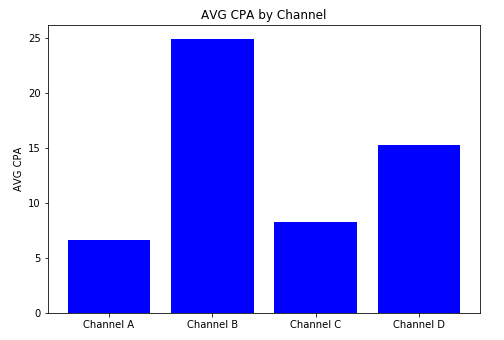 AVG CPA by Channel
AVG CPA
25
20
15
10
5
0
Channel A
Channel B
Channel C
Channel D